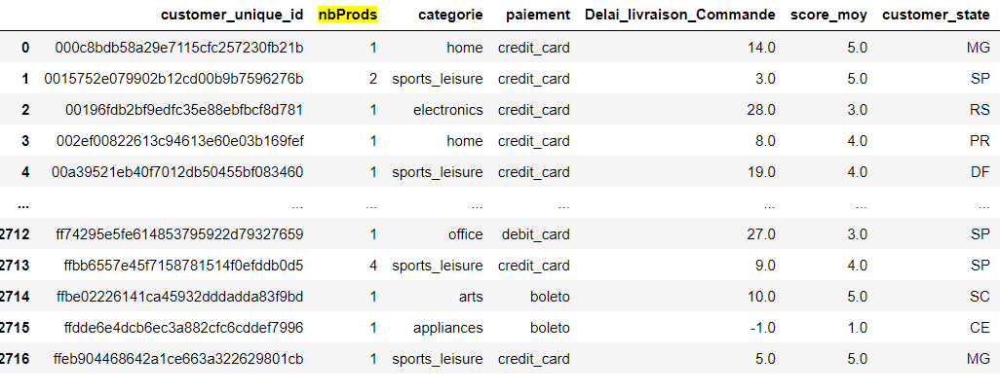 customer_unique_id nbProds categorie paiement Delai_livraison_Commande score_moy customer_state
0 000c8bdb58a29e7115cfc257230fb21b 1 home credit_card 14.0 5.0 MG
1 0015752e079902b12cd00b9b7596276b 2 sports_leisure credit_card 3.0 5.0 SP
2 00196fdb2bf9edfc35e88ebfbcf8d781 1 electronics credit_card 28.0 3.0 RS
3 002ef00822613c94613e60e03b169fef 1 home credit_card 8.0 4.0 PR
4 00a39521eb40f7012db50455bf083460 1 sports_leisure credit_card 19.0 4.0 DF
... ... ... ... ... ... ... ...
2712 ff74295e5fe614853795922d79327659 1 office debit_card 27.0 3.0 SP
2713 ffbb6557e45f7158781514f0efddb0d5 4 sports_leisure credit_card 9.0 4.0 SP
2714 ffbe02226141ca45932dddadda83f9bd 1 arts boleto 10.0 5.0 SC
2715 ffdde6e4dcb6ec3a882cfc6cddef7996 1 appliances boleto -1.0 1.0 CE
2716 ffeb904468642a1ce663a322629801cb 1 sports_leisure credit_card 5.0 5.0 MG